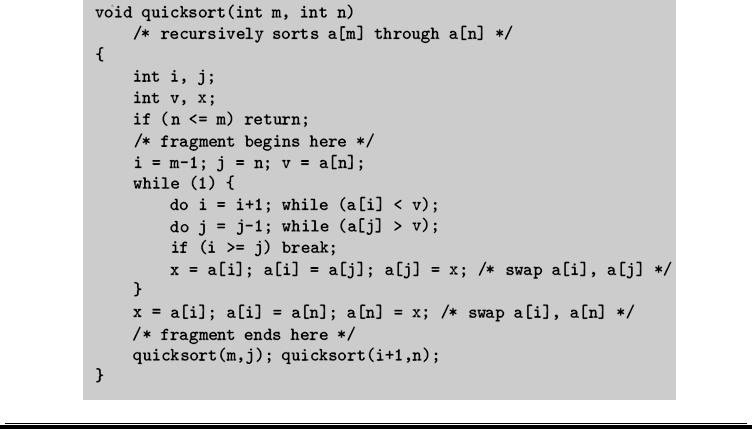 void quicksort(int m, int n)
/* recursively sorts a[m] through a[n] */
{
int i, j;
int v, x;
if (n <= m) return;
/* fragment begins here */
i = m-1; j = n; v = a[n];
while (1) {
do i = i+1; while (a[i] < v);
do j = j-1; while (a[j] > v);
if (i >= j) break;
x = a[i]; a[i] = a[j]; a[j] = x; /* swap a[i], a[j] */
}
x = a[i]; a[i] = a[n]; a[n] = x; /* swap a[i], a[n] */
/* fragment ends here */
quicksort(m,j); quicksort(i+1,n);
}